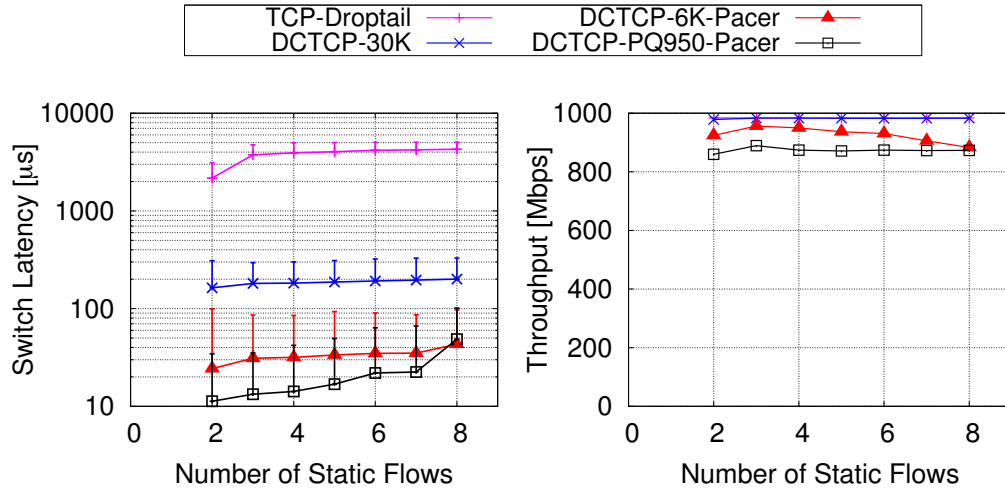 TCP-Droptail
DCTCP-30K
DCTCP-6K-Pacer
DCTCP-PQ950-Pacer
Switch Latency [µs]
10000
1000
100
10
0 2 4 6 8
Number of Static Flows
Throughput [Mbps]
1000
800
600
400
200
0
0 2 4 6 8
Number of Static Flows